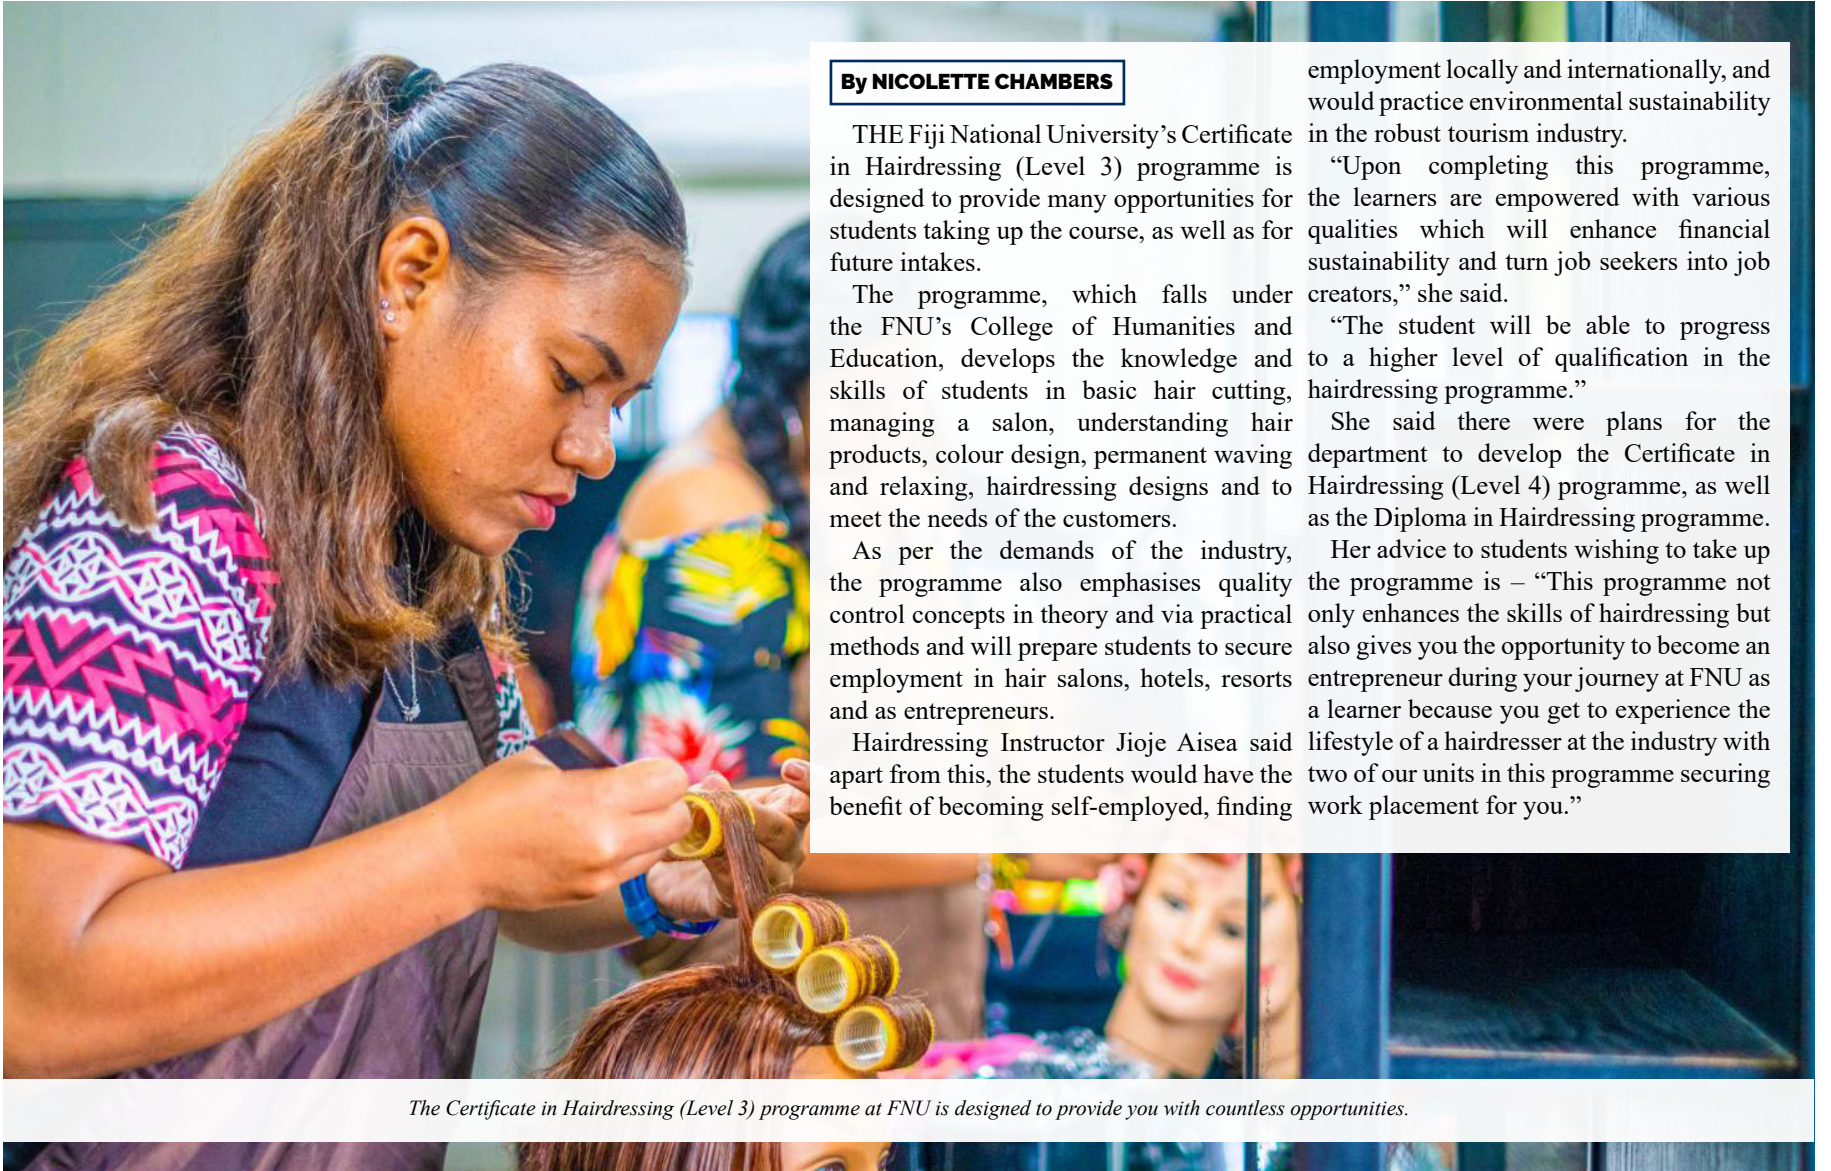 By NICOLETTE CHAMBERS
THE Fiji National University’s Certificate
in Hairdressing (Level 3) programme is
designed to provide many opportunities for
students taking up the course, as well as for
future intakes.
The programme, which falls under
the FNU’s College of Humanities and
Education, develops the knowledge and
skills of students in basic hair cutting,
managing a salon, understanding hair
products, colour design, permanent waving
and relaxing, hairdressing designs and to
meet the needs of the customers.
As per the demands of the industry,
the programme also emphasises quality
control concepts in theory and via practical
methods and will prepare students to secure
employment in hair salons, hotels, resorts
and as entrepreneurs.
Hairdressing Instructor Jioje Aisea said
apart from this, the students would have the
benefit of becoming self-employed, finding
employment locally and internationally, and
would practice environmental sustainability
in the robust tourism industry.
“Upon completing this programme,
the learners are empowered with various
qualities which will enhance financial
sustainability and turn job seekers into job
creators,” she said.
“The student will be able to progress
to a higher level of qualification in the
hairdressing programme.”
She said there were plans for the
department to develop the Certificate in
Hairdressing (Level 4) programme, as well
as the Diploma in Hairdressing programme.
Her advice to students wishing to take up
the programme is – “This programme not
only enhances the skills of hairdressing but
also gives you the opportunity to become an
entrepreneur during your journey at FNU as
a learner because you get to experience the
lifestyle of a hairdresser at the industry with
two of our units in this programme securing
work placement for you.”
The Certificate in Hairdressing (Level 3) programme at FNU is designed to provide you with countless opportunities.